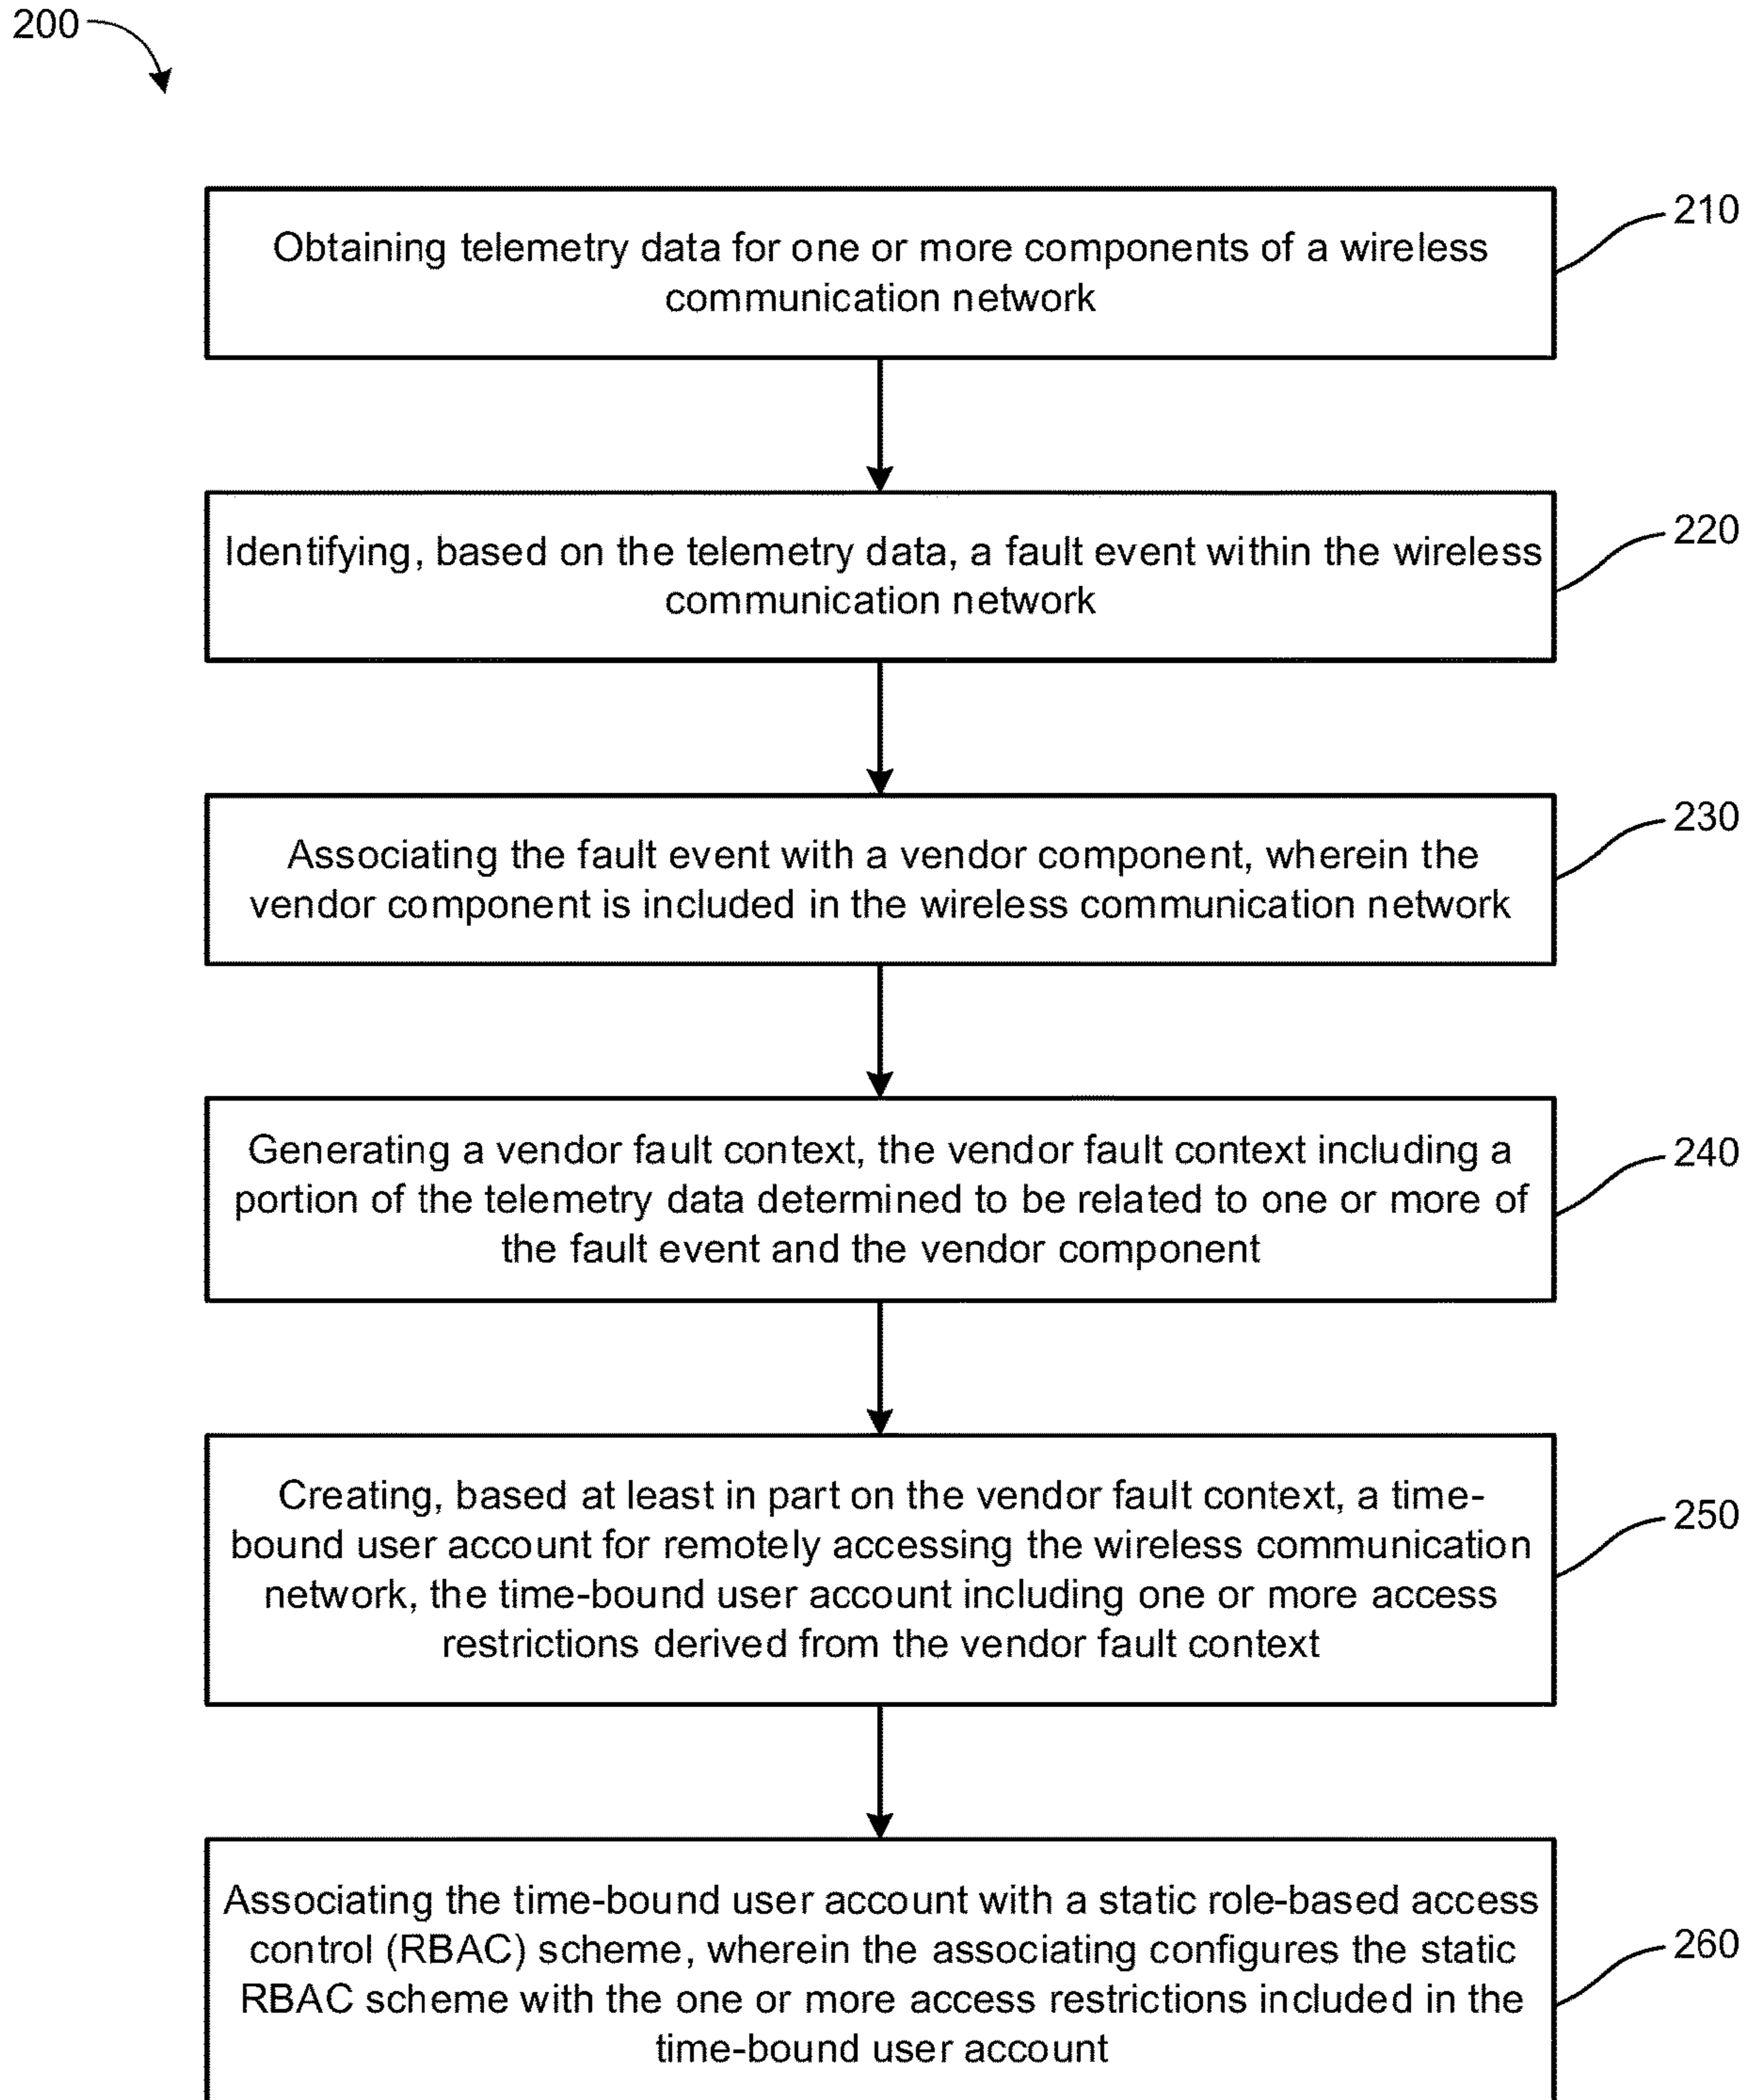 200
210
Obtaining telemetry data for one or more components of a wireless
communication network
220
Identifying, based on the telemetry data, a fault event within the wireless
communication network
230
Associating the fault event with a vendor component, wherein the
vendor component is included in the wireless communication network
240
Generating a vendor fault context, the vendor fault context including a
portion of the telemetry data determined to be related to one or more of
the fault event and the vendor component
250
Creating, based at least in part on the vendor fault context, a time-
bound user account for remotely accessing the wireless communication
network, the time-bound user account including one or more access
restrictions derived from the vendor fault context
260
Associating the time-bound user account with a static role-based access
control (RBAC) scheme, wherein the associating configures the static
RBAC scheme with the one or more access restrictions included in the
time-bound user account